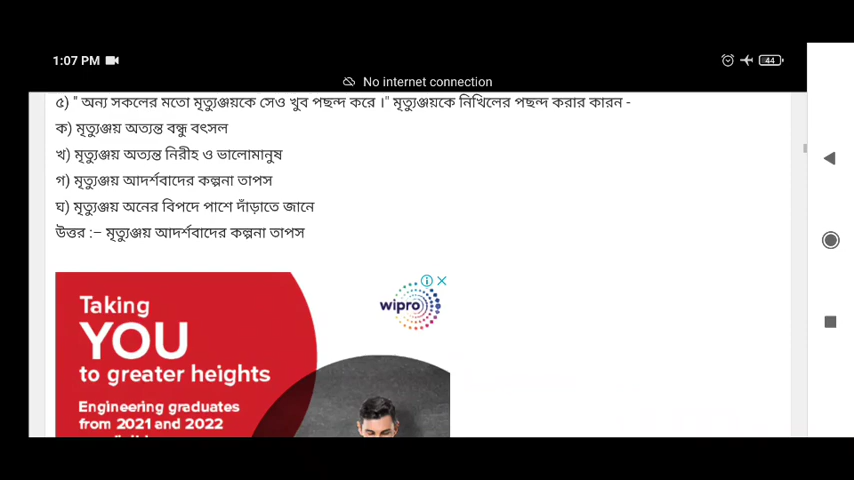 1:07 PM
44
No internet connection
৫) " অন্য সকলের মতো মৃত্যুঞ্জয়কে সেও খুব পছন্দ করে ।" মৃত্যুঞ্জয়কে নিখিলের পছন্দ করার কারন -
ক) মৃত্যুঞ্জয় অত্যন্ত বন্ধু বৎসল
খ) মৃত্যুঞ্জয় অত্যন্ত নিরীহ ও ভালোমানুষ
গ) মৃত্যুঞ্জয় আদর্শবাদের কল্পনা তাপস
ঘ) মৃত্যুঞ্জয় অনের বিপদে পাশে দাঁড়াতে জানে
উত্তর :– মৃত্যুঞ্জয় আদর্শবাদের কল্পনা তাপস
Taking
YOU
to greater heights
Engineering graduates
from 2021 and 2022
wipro